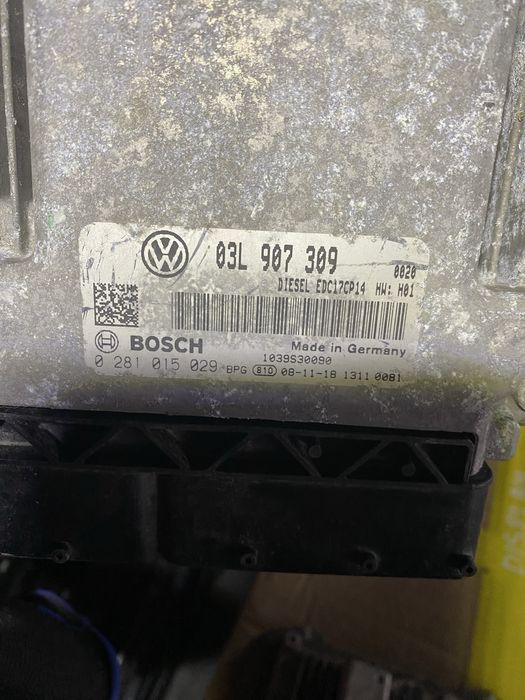 03L 907 309 0020
DIESEL EDC17CP14 HW: H01
BOSCH Made in Germany
1039S30090
0 281 015 029 BPG 810 08-11-18 1311 0081